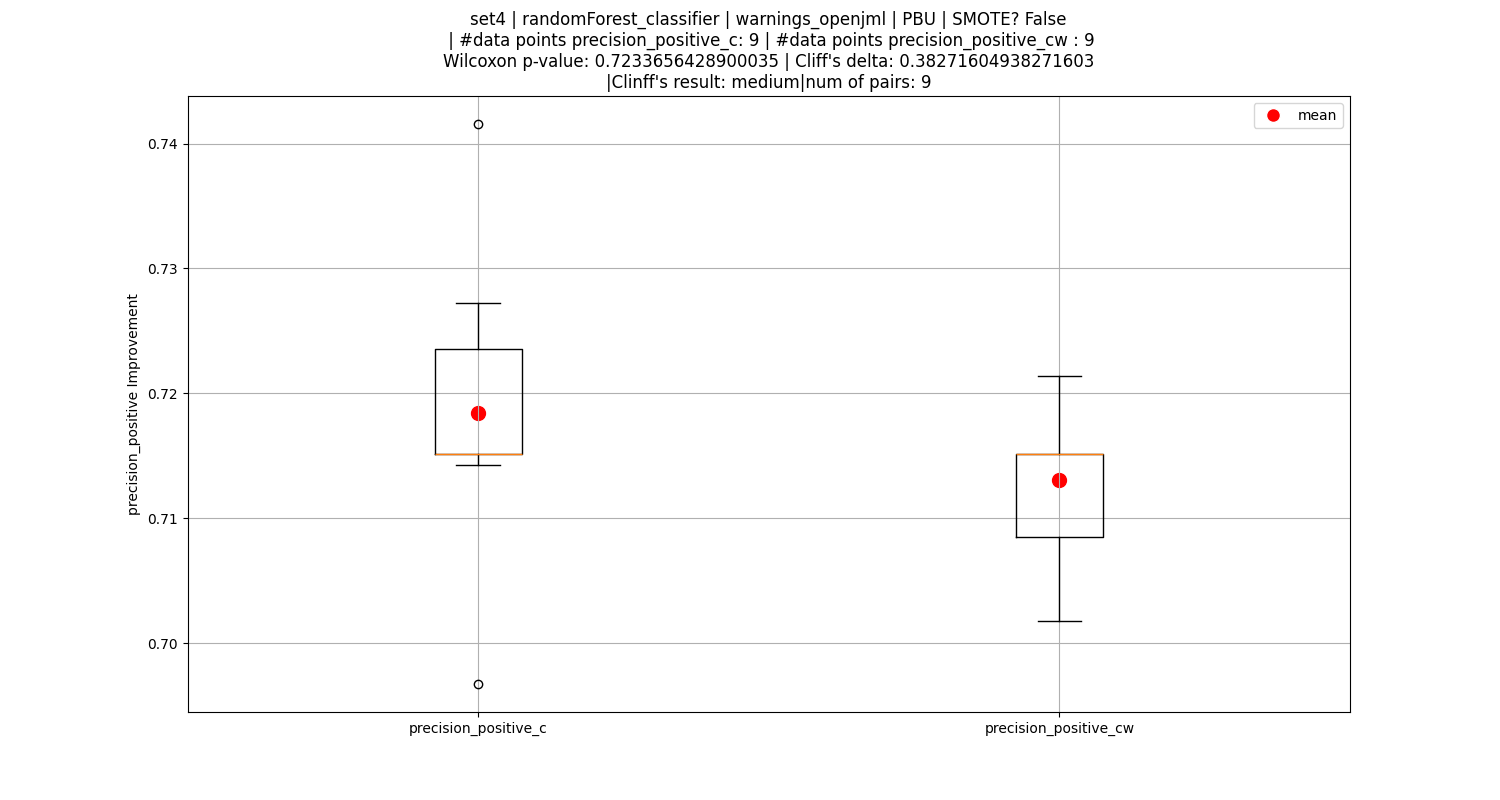 set4 | randomForest_classifier | warnings_openjml | PBU | SMOTE? False
| #data points precision_positive_c: 9 | #data points precision_positive_cw : 9
Wilcoxon p-value: 0.7233656428900035 | Cliff's delta: 0.38271604938271603
|Clinff's result: medium|num of pairs: 9
mean
0.74
0.73
0.72
0.71
0.70
precision_positive Improvement
precision_positive_c
precision_positive_cw